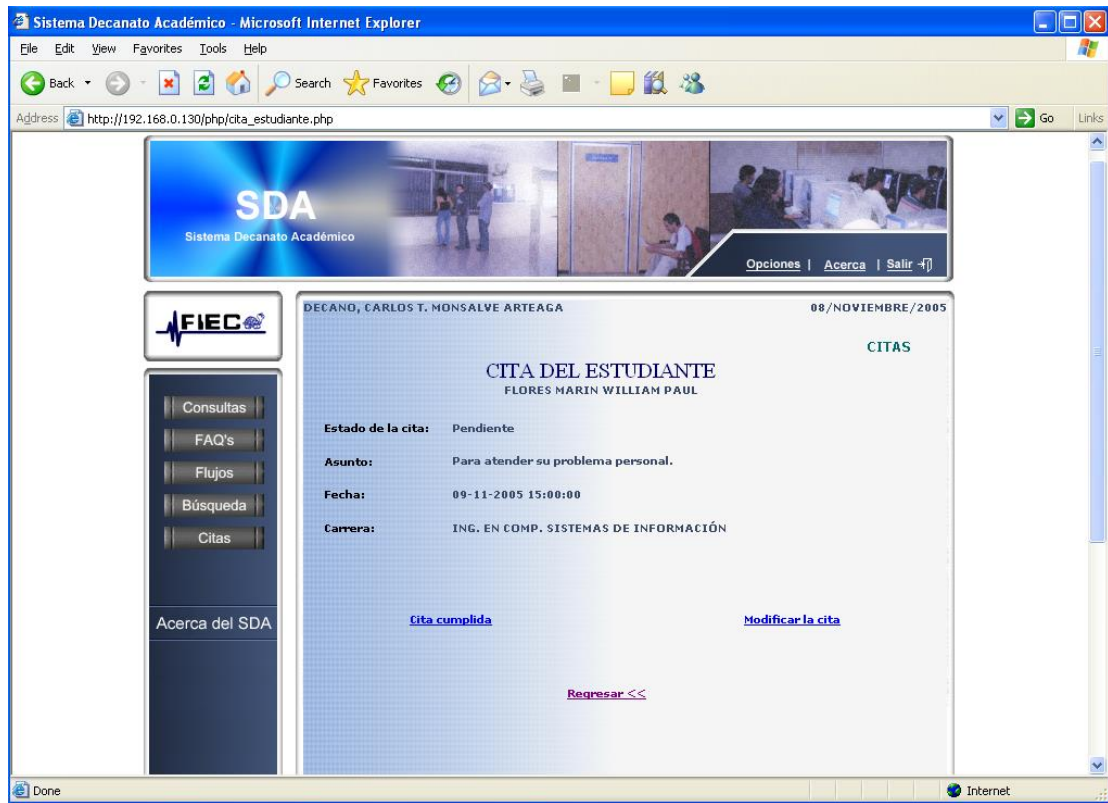 Sistema Decanato Académico - Microsoft Internet Explorer
File Edit View Favorites Tools Help
Back Search Favorites
Address http://192.168.0.130/php/cita_estudiante.php Go Links
SDA
Sistema Decanato Académico
Opciones | Acerca | Salir
FIEC
DECANO, CARLOS T. MONSALVE ARTEAGA 08/NOVIEMBRE/2005
CITAS
CITA DEL ESTUDIANTE
FLORES MARIN WILLIAM PAUL
Consultas
FAQ's
Flujos
Búsqueda
Citas
Acerca del SDA
Estado de la cita: Pendiente
Asunto: Para atender su problema personal.
Fecha: 09-11-2005 15:00:00
Carrera: ING. EN COMP. SISTEMAS DE INFORMACIÓN
Cita cumplida Modificar la cita
Regresar <<
Done Internet